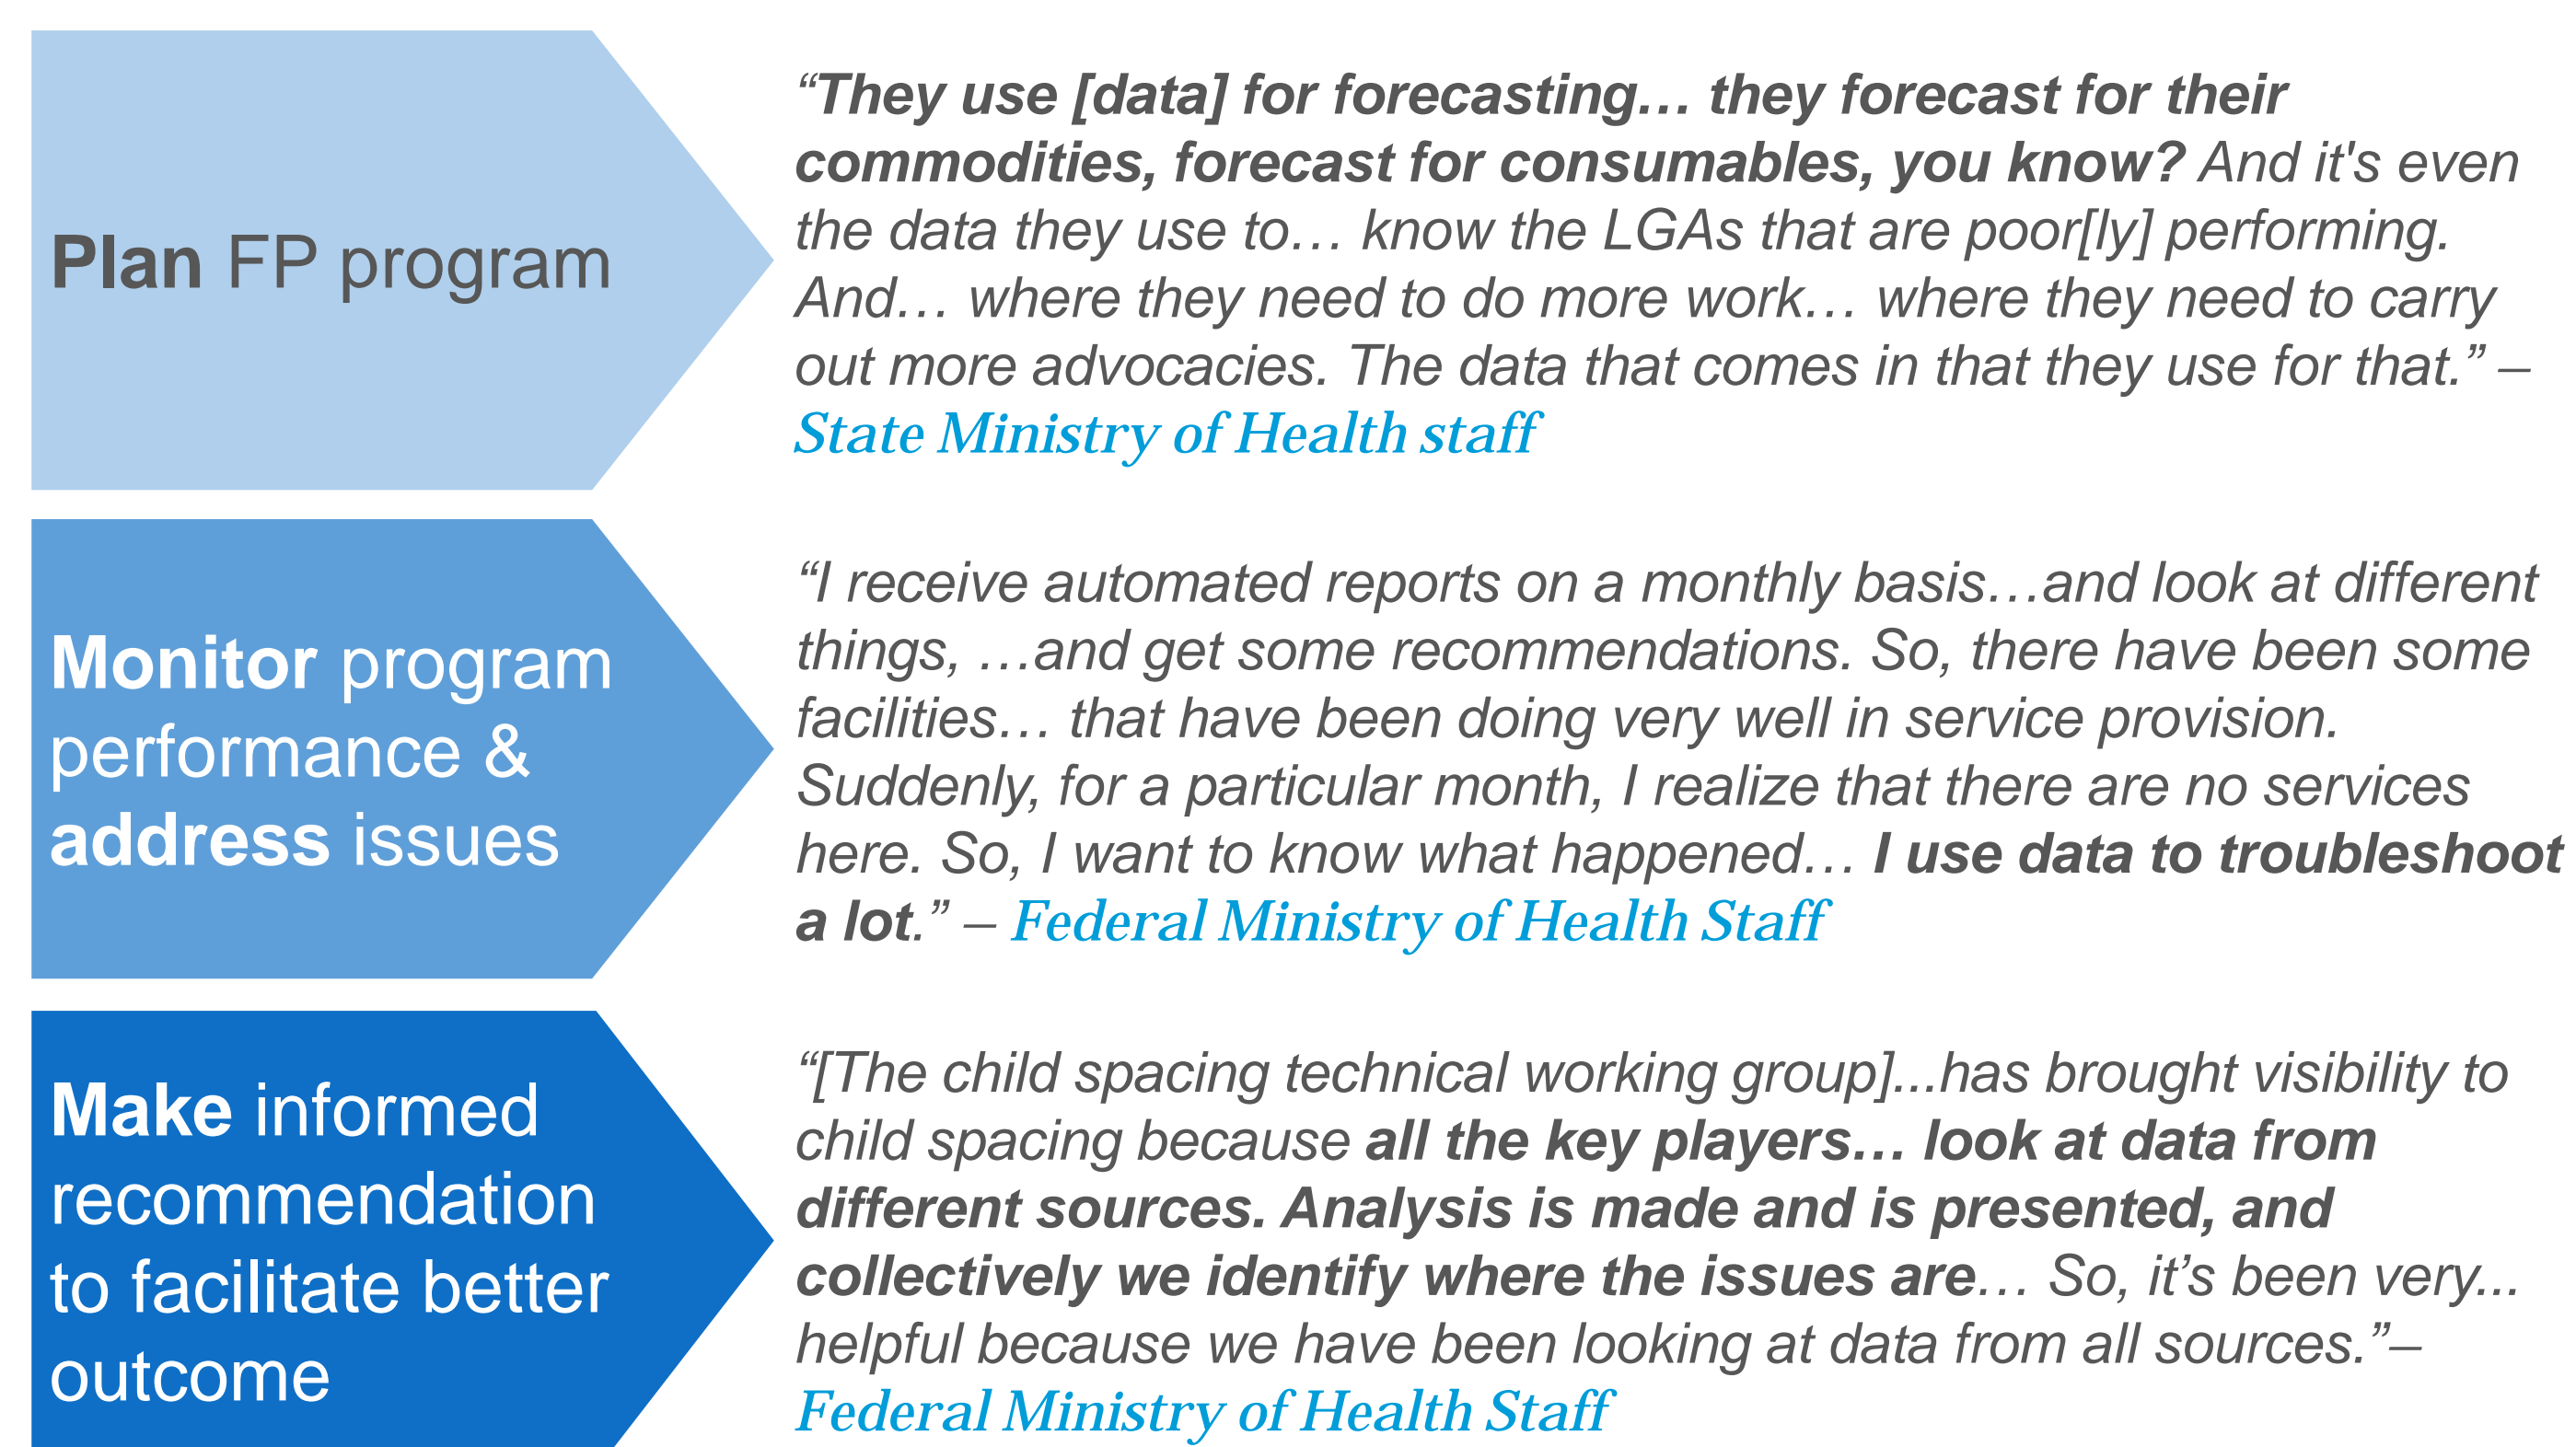 Plan FP program
“They use [data] for forecasting… they forecast for their
commodities, forecast for consumables, you know? And it's even
the data they use to… know the LGAs that are poor[ly] performing.
And… where they need to do more work… where they need to carry
out more advocacies. The data that comes in that they use for that.” –
State Ministry of Health staff
Monitor program
performance &
address issues
“I receive automated reports on a monthly basis…and look at different
things, …and get some recommendations. So, there have been some
facilities… that have been doing very well in service provision.
Suddenly, for a particular month, I realize that there are no services
here. So, I want to know what happened… I use data to troubleshoot
a lot.” – Federal Ministry of Health Staff
Make informed
recommendation
to facilitate better
outcome
“[The child spacing technical working group]...has brought visibility to
child spacing because all the key players… look at data from
different sources. Analysis is made and is presented, and
collectively we identify where the issues are… So, it’s been very...
helpful because we have been looking at data from all sources.”–
Federal Ministry of Health Staff